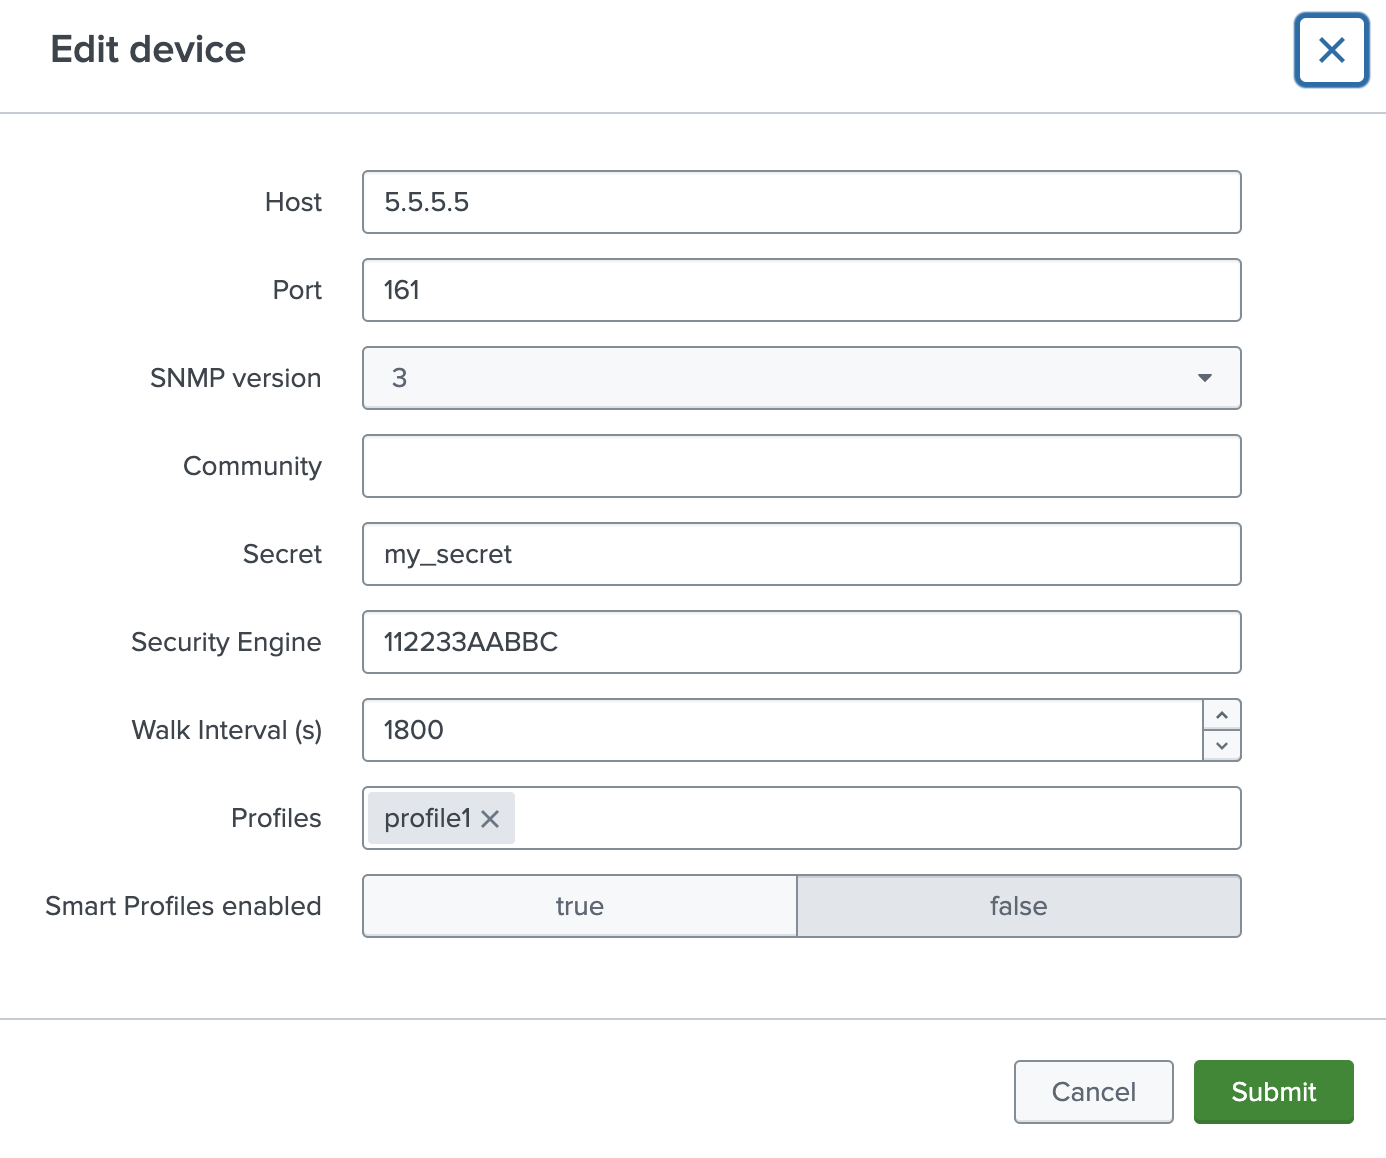 Edit device
Host 5.5.5.5
Port 161
SNMP version 3
Community
Secret my_secret
Security Engine 112233AABBC
Walk Interval (s) 1800
Profiles profile1
Smart Profiles enabled true false
Cancel Submit